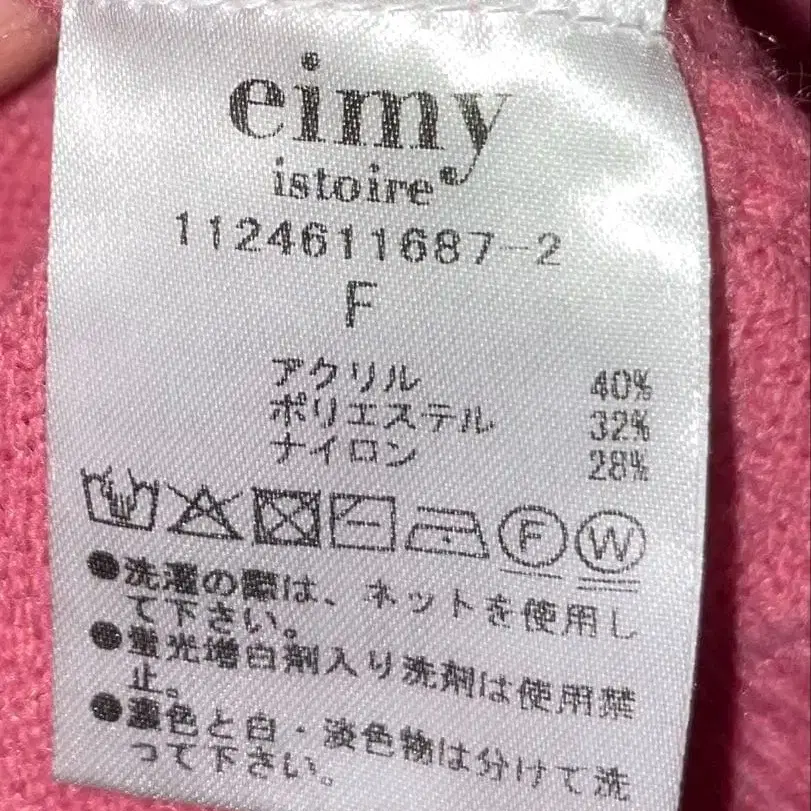 eimy
istoire
1124611687-2
F
アクリル 40%
ポリエステル 32%
ナイロン 28%
F W
●洗濯の際は、ネットを使用し
て下さい。
●蛍光増白剤入り洗剤は使用禁
止。
●濃色と白・淡色物は分けて洗
って下さい。